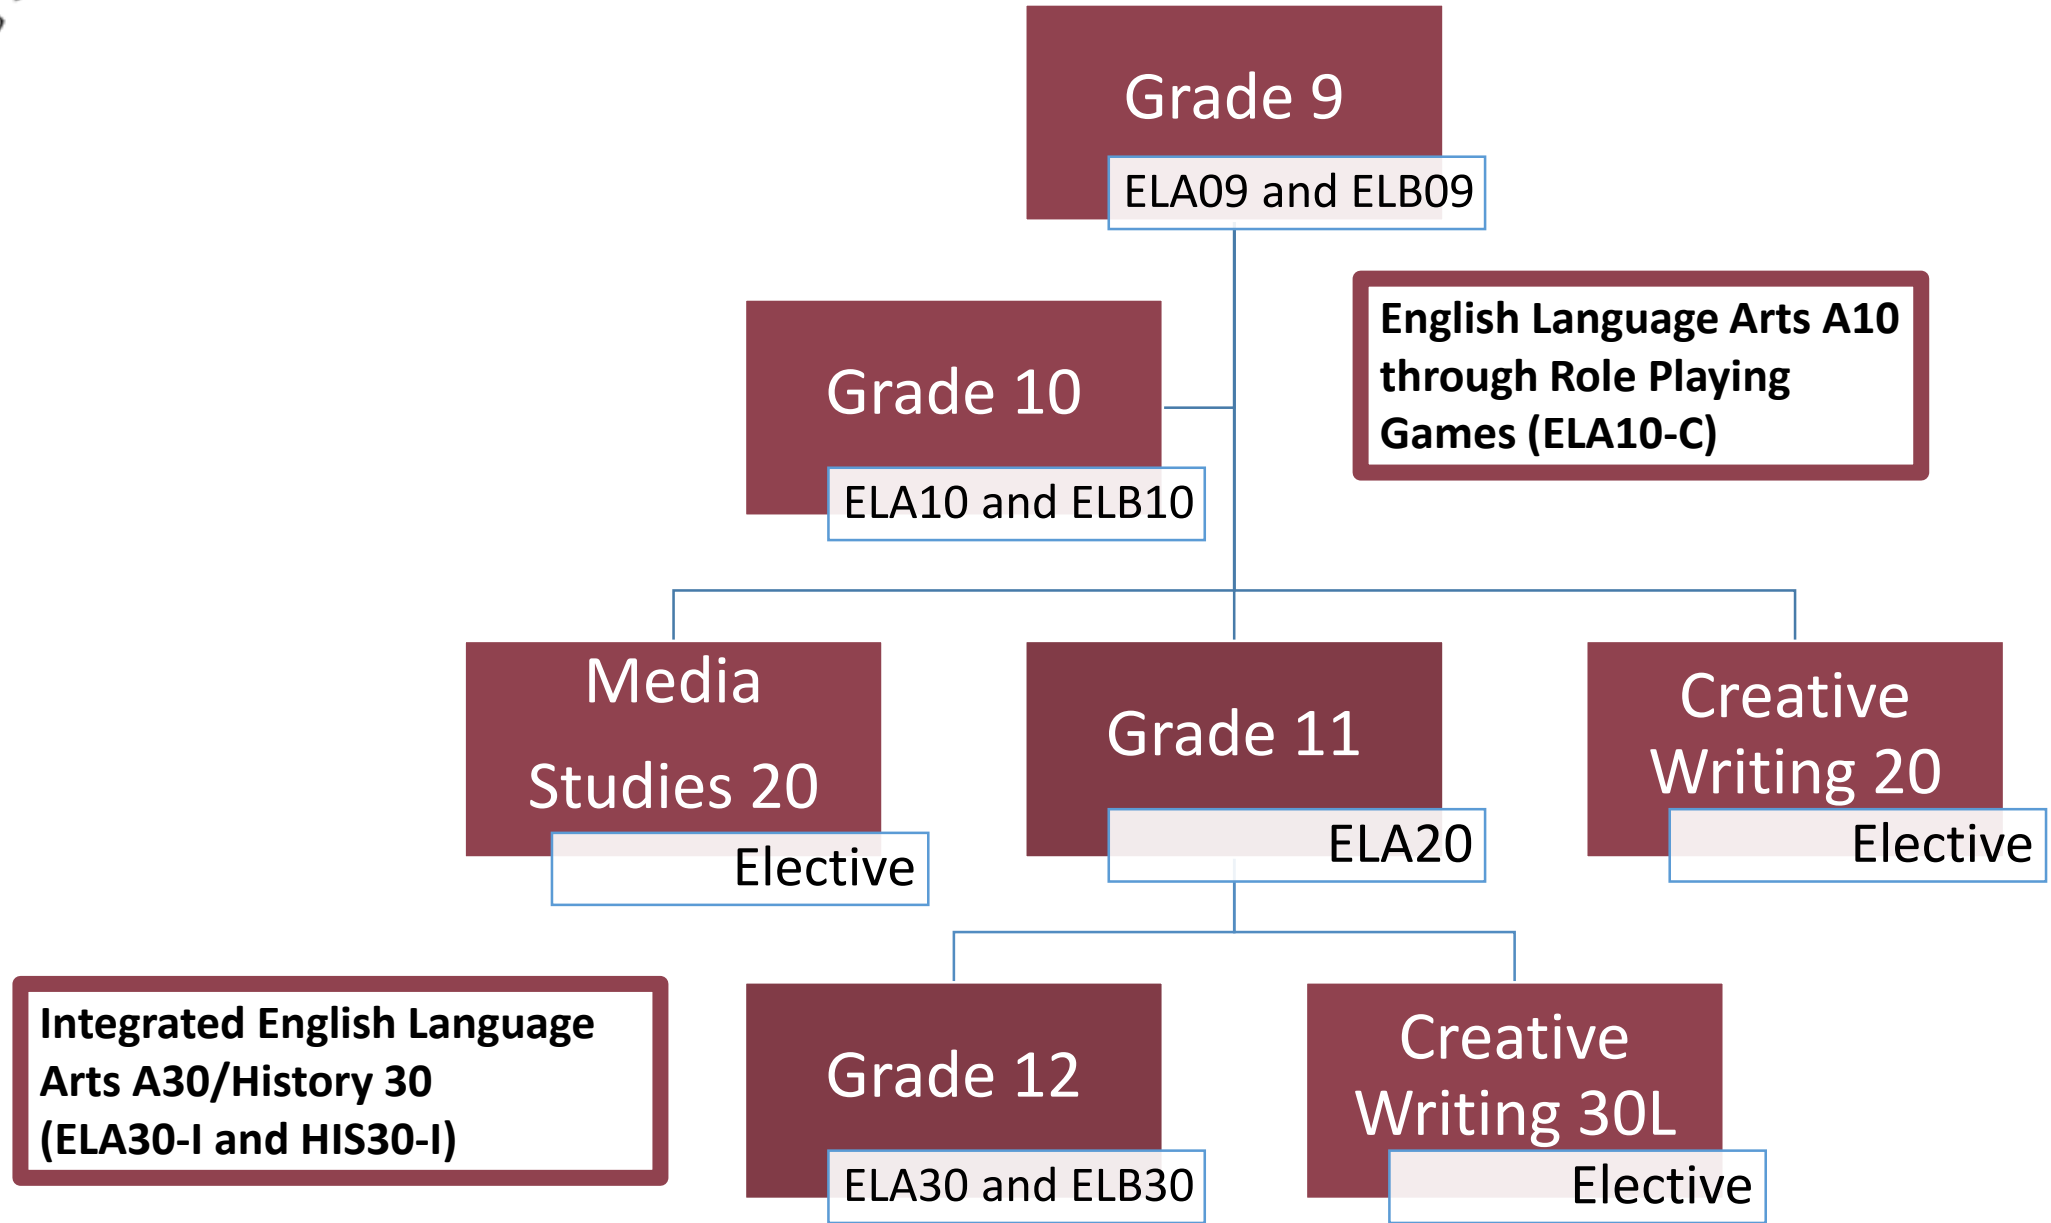 Grade 9
ELA09 and ELB09
English Language Arts A10
through Role Playing
Games (ELA10-C)
Grade 10
ELA10 and ELB10
Media
Studies 20
Elective
Grade 11
ELA20
Creative
Writing 20
Elective
Integrated English Language
Arts A30/History 30
(ELA30-I and HIS30-I)
Grade 12
ELA30 and ELB30
Creative
Writing 30L
Elective